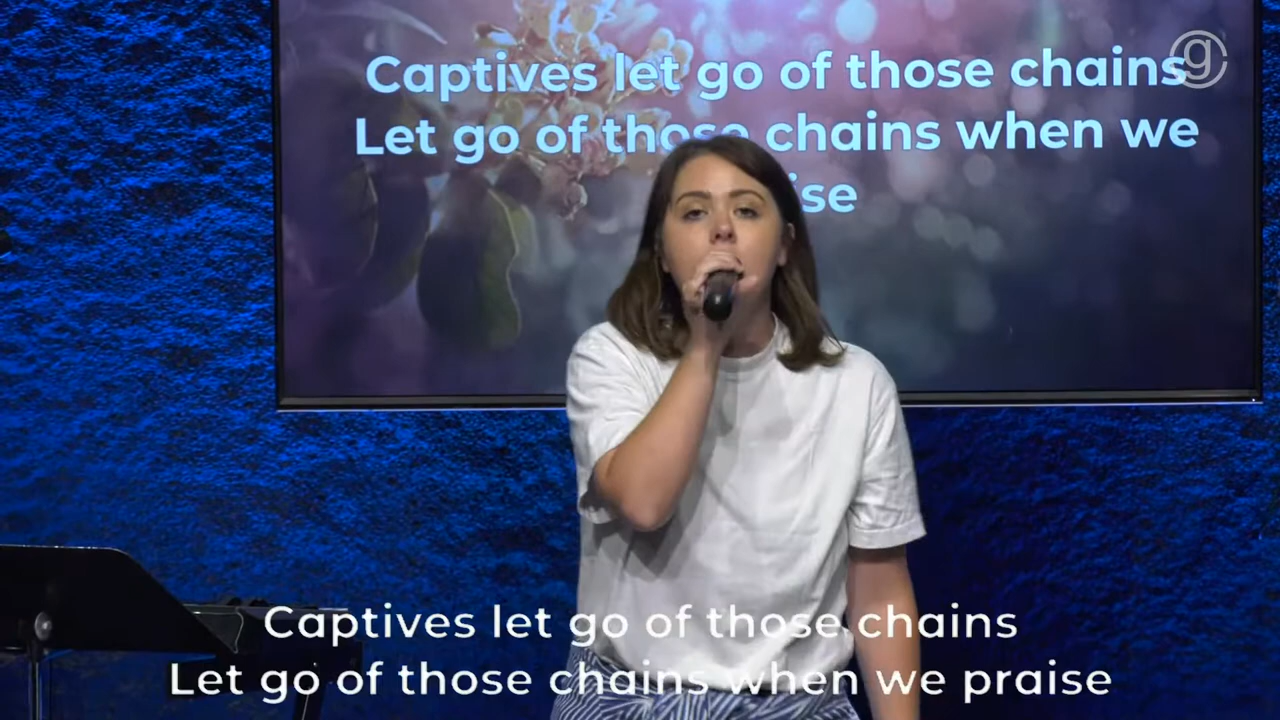 Captives let go of those chains
Let go of those chains when we
ise
g
Captives let go of those chains
Let go of those chains when we praise